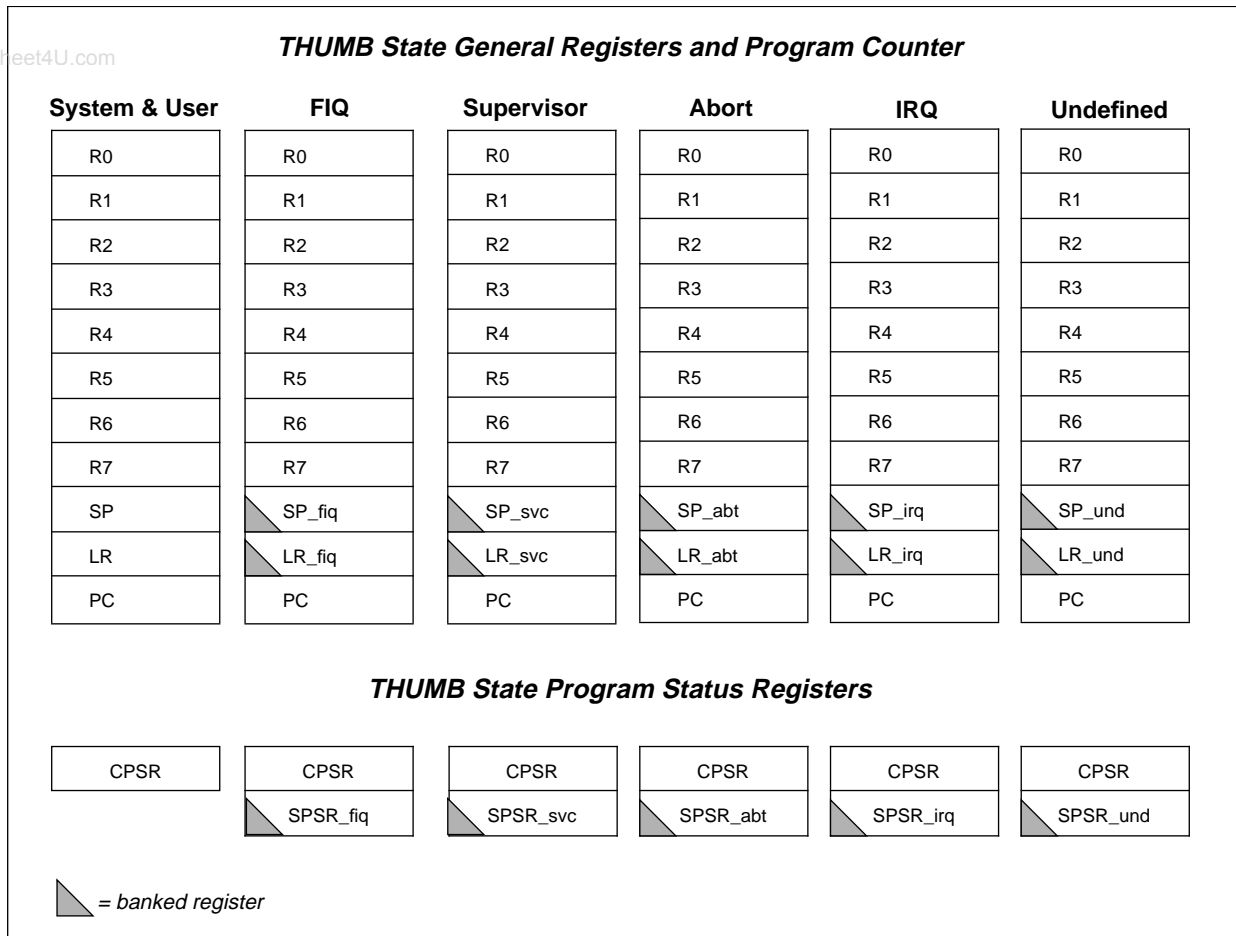 THUMB State General Registers and Program Counter
heet4U.com
System & User FIQ Supervisor Abort IRQ Undefined
R0 R0 R0 R0 R0 R0
R1 R1 R1 R1 R1 R1
R2 R2 R2 R2 R2 R2
R3 R3 R3 R3 R3 R3
R4 R4 R4 R4 R4 R4
R5 R5 R5 R5 R5 R5
R6 R6 R6 R6 R6 R6
R7 R7 R7 R7 R7 R7
SP SP_fiq SP_svc SP_abt SP_irq SP_und
LR LR_fiq LR_svc LR_abt LR_irq LR_und
PC PC PC PC PC PC
THUMB State Program Status Registers
CPSR CPSR CPSR CPSR CPSR CPSR
SPSR_fiq SPSR_svc SPSR_abt SPSR_irq SPSR_und
= banked register